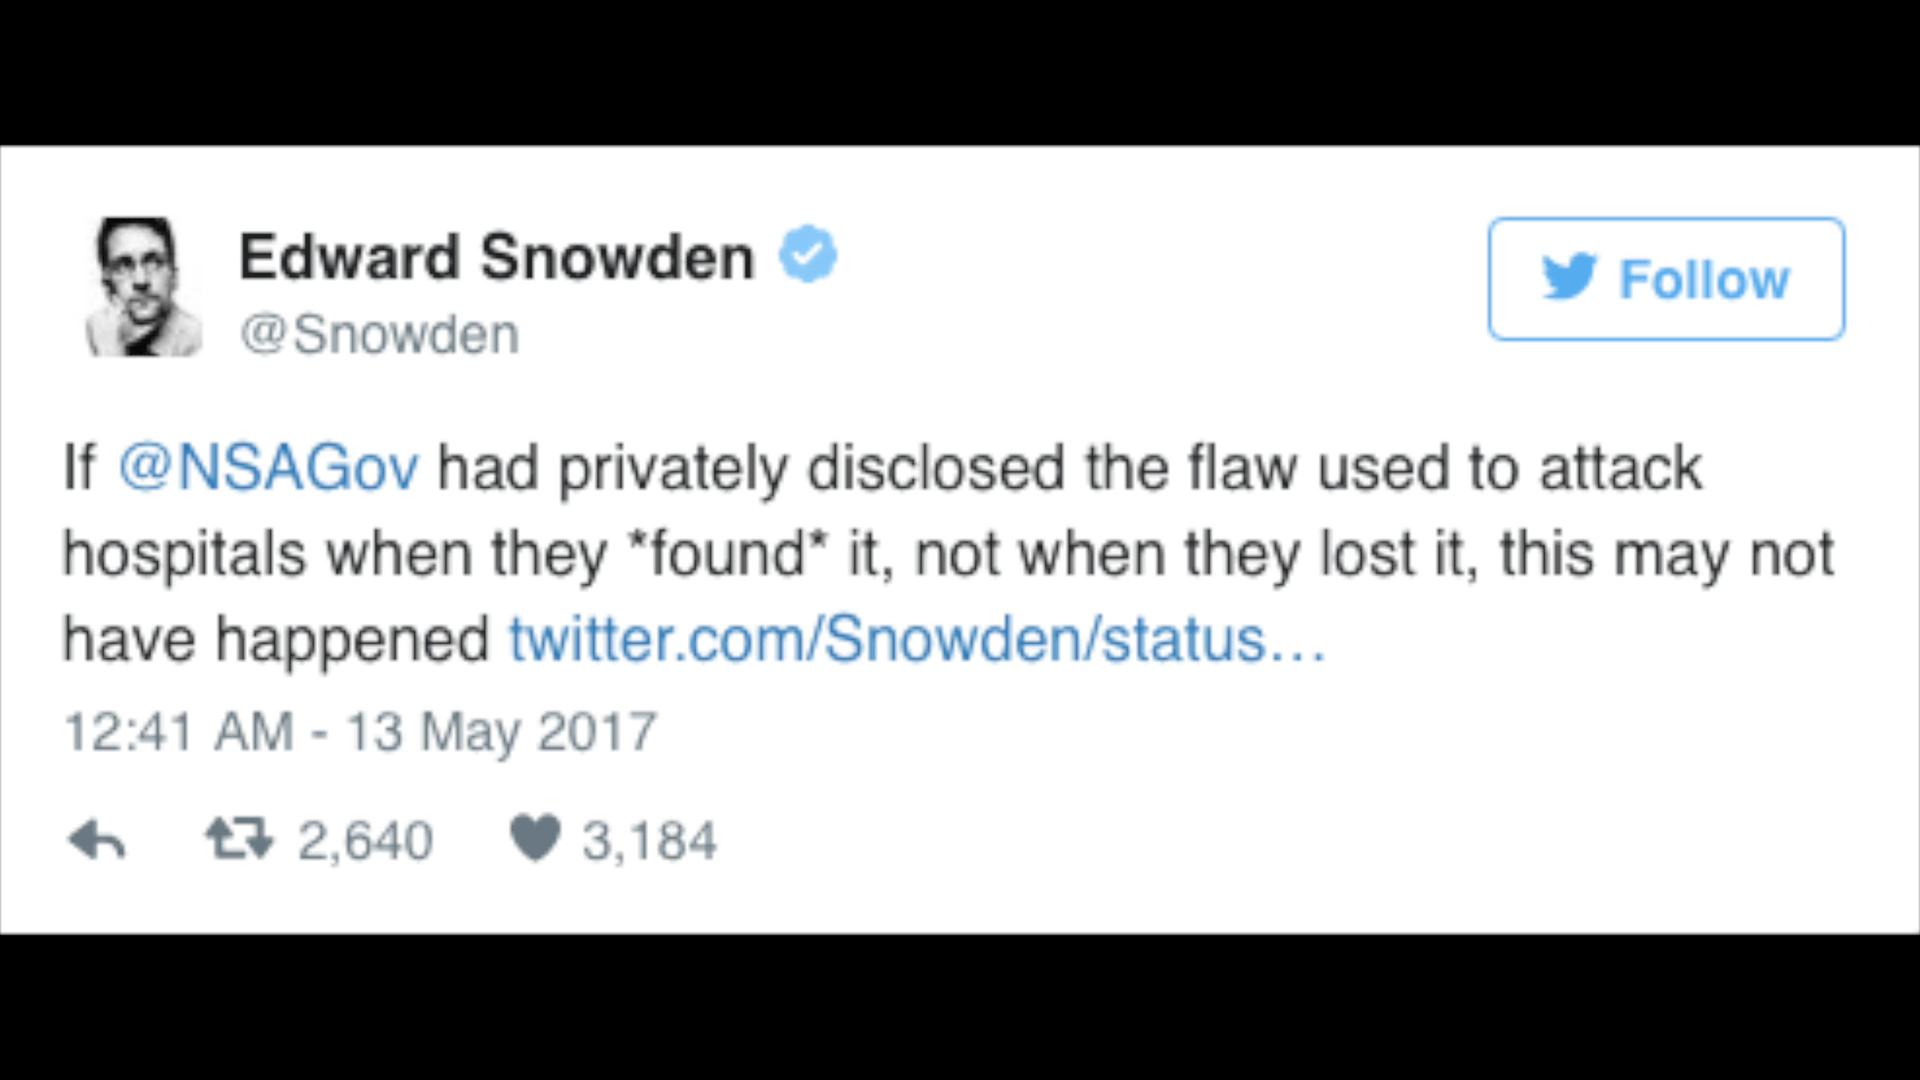 Edward Snowden
@Snowden
Follow
If @NSAGov had privately disclosed the flaw used to attack
hospitals when they *found* it, not when they lost it, this may not
have happened twitter.com/Snowden/status…
12:41 AM - 13 May 2017
2,640 3,184